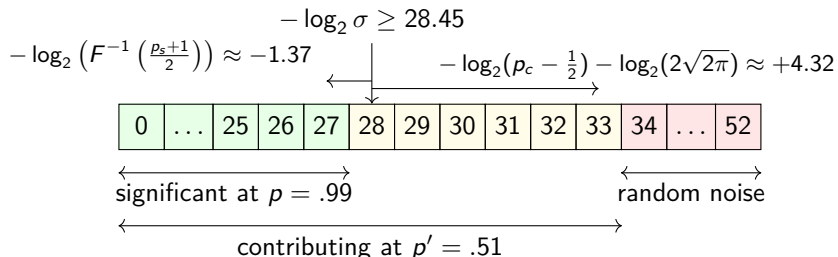 − log₂ σ ≥ 28.45
− log₂ (F⁻¹ ((pₛ+1)/2)) ≈ −1.37
− log₂(p_c − 1/2) − log₂(2√2π) ≈ +4.32
0 ... 25 26 27 28 29 30 31 32 33 34 ... 52
significant at p = .99 random noise
contributing at p′ = .51